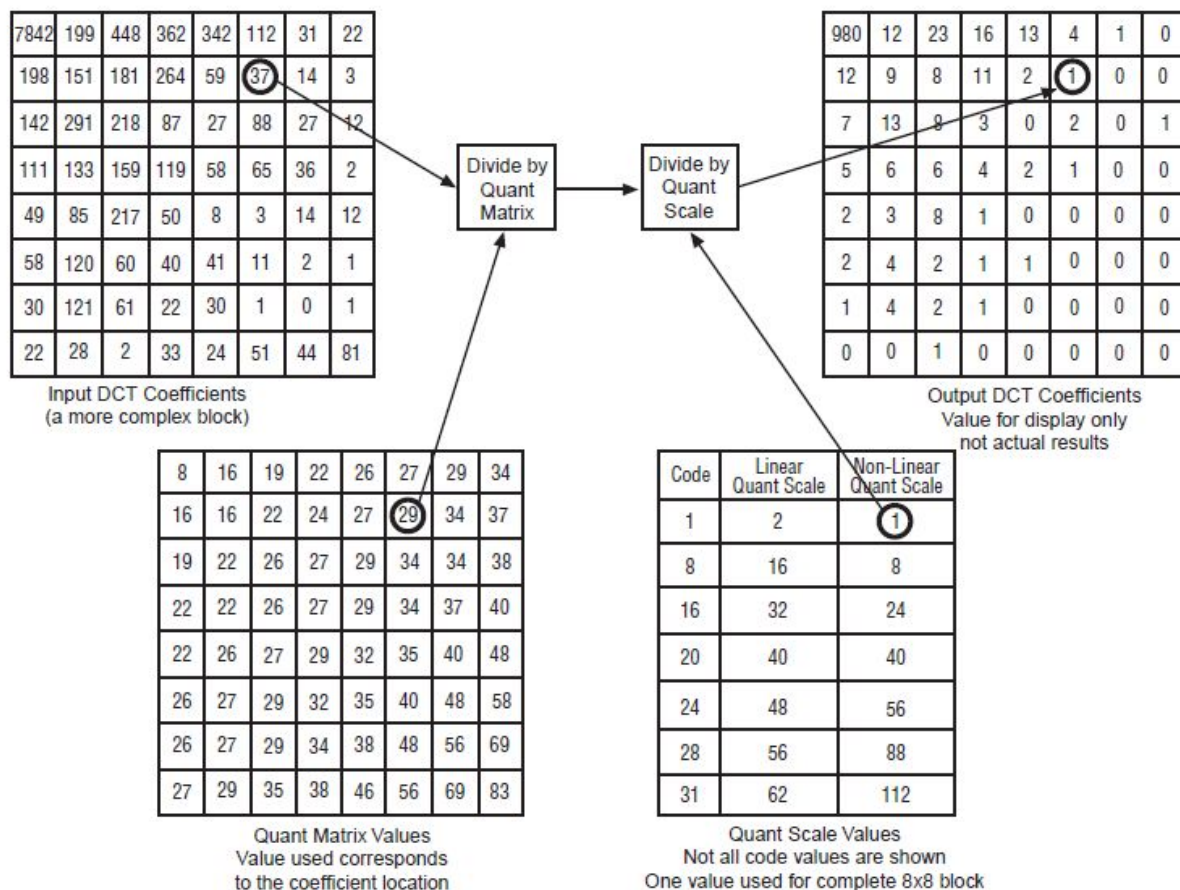 7842 199 448 362 342 112 31 22
198 151 181 264 59 37 14 3
142 291 218 87 27 88 27 12
111 133 159 119 58 65 36 2
49 85 217 50 8 3 14 12
58 120 60 40 41 11 2 1
30 121 61 22 30 1 0 1
22 28 2 33 24 51 44 81
Input DCT Coefficients
(a more complex block)
Divide by
Quant
Matrix
Divide by
Quant
Scale
980 12 23 16 13 4 1 0
12 9 8 11 2 1 0 0
7 13 8 3 0 2 0 1
5 6 6 4 2 1 0 0
2 3 8 1 0 0 0 0
2 4 2 1 1 0 0 0
1 4 2 1 0 0 0 0
0 0 1 0 0 0 0 0
Output DCT Coefficients
Value for display only
not actual results
8 16 19 22 26 27 29 34
16 16 22 24 27 29 34 37
19 22 26 27 29 34 34 38
22 22 26 27 29 34 37 40
22 26 27 29 32 35 40 48
26 27 29 32 35 40 48 58
26 27 29 34 38 48 56 69
27 29 35 38 46 56 69 83
Quant Matrix Values
Value used corresponds
to the coefficient location
Code Linear Quant Scale Non-Linear Quant Scale
1 2 1
8 16 8
16 32 24
20 40 40
24 48 56
28 56 88
31 62 112
Quant Scale Values
Not all code values are shown
One value used for complete 8x8 block